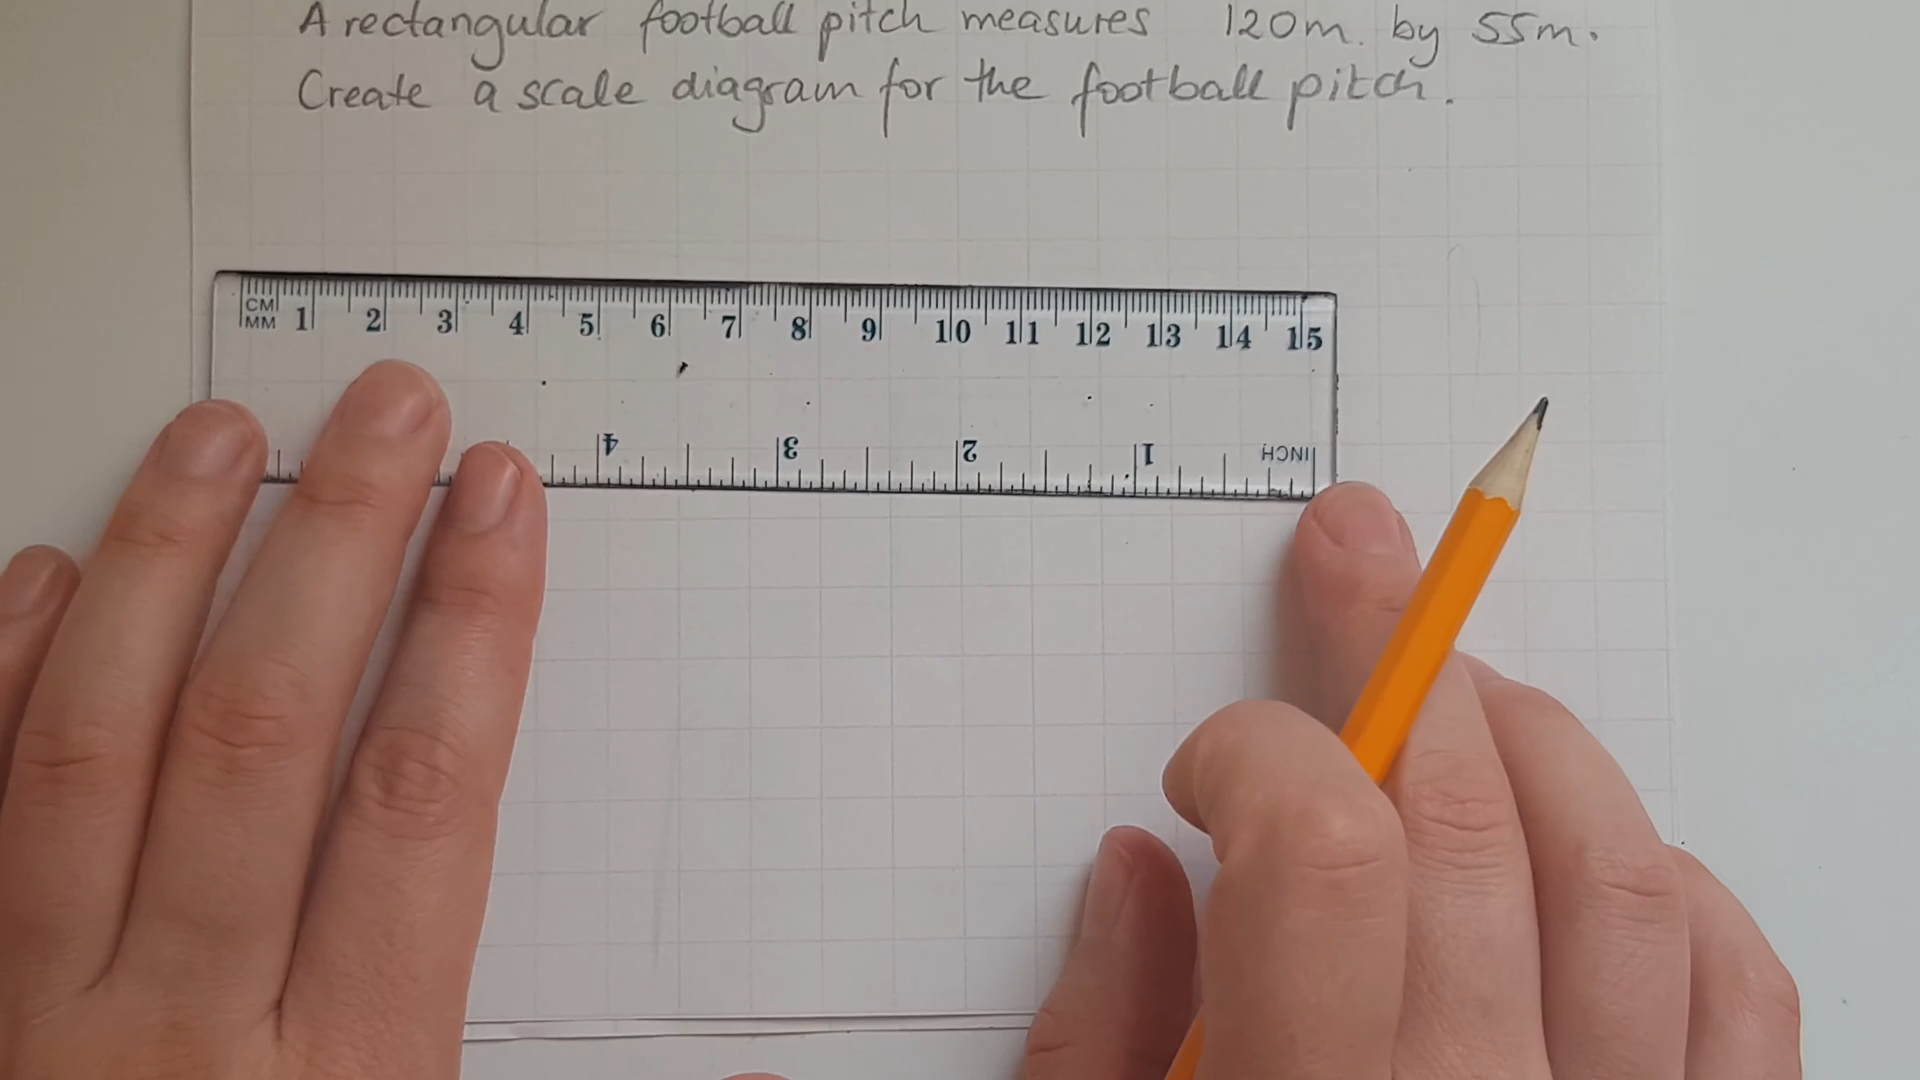 A rectangular football pitch measures 120m. by 55m.
Create a scale diagram for the football pitch.
CM
MM 1 2 3 4 5 6 7 8 9 10 11 12 13 14 15
4 3 2 1 INCH